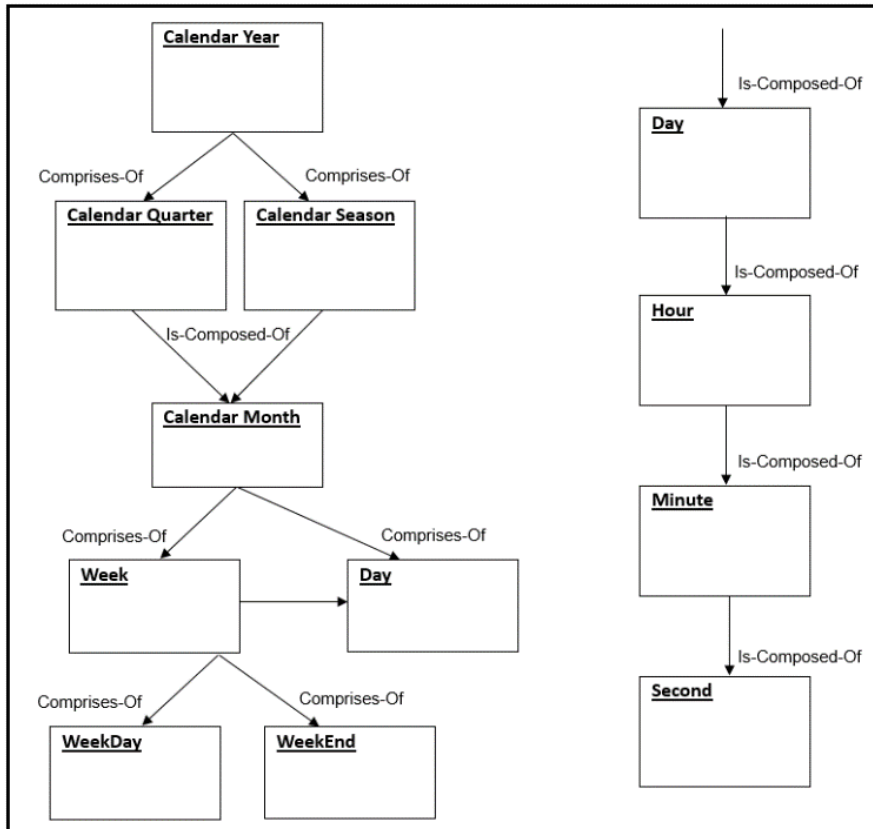 Calendar Year
Comprises-Of
Comprises-Of
Calendar Quarter
Calendar Season
Is-Composed-Of
Calendar Month
Comprises-Of
Comprises-Of
Week
Day
Comprises-Of
Comprises-Of
WeekDay
WeekEnd
Is-Composed-Of
Day
Is-Composed-Of
Hour
Is-Composed-Of
Minute
Is-Composed-Of
Second